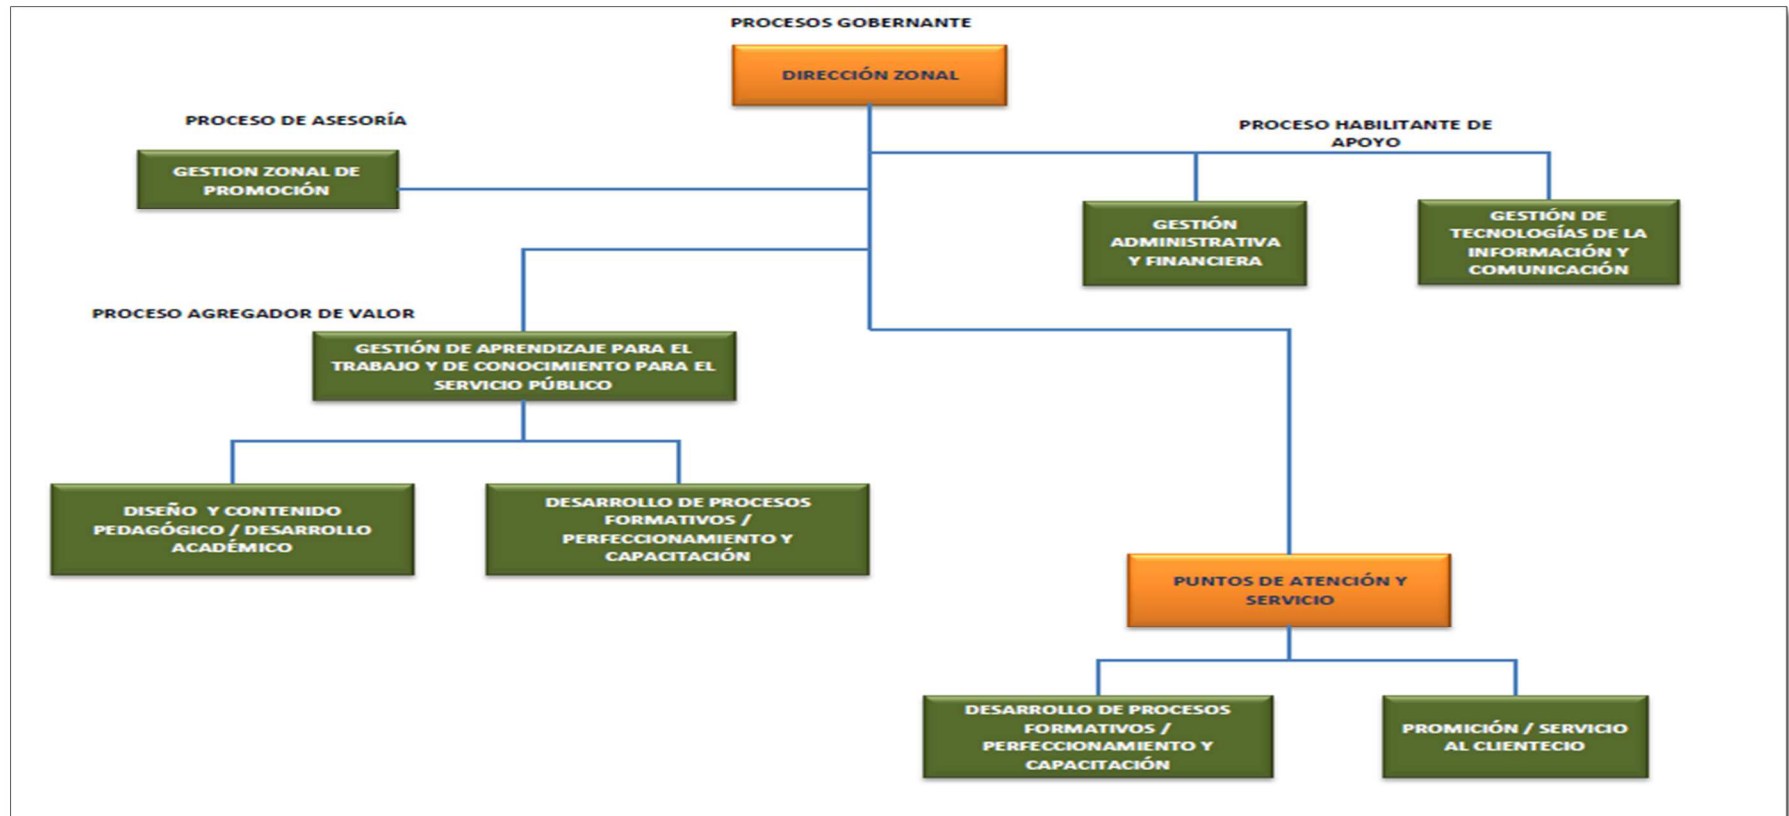 PROCESOS GOBERNANTE
DIRECCIÓN ZONAL
PROCESO DE ASESORÍA
GESTION ZONAL DE
PROMOCIÓN
PROCESO HABILITANTE DE
APOYO
GESTIÓN
ADMINISTRATIVA
Y FINANCIERA
GESTIÓN DE
TECNOLOGÍAS DE LA
INFORMACIÓN Y
COMUNICACIÓN
PROCESO AGREGADOR DE VALOR
GESTIÓN DE APRENDIZAJE PARA EL
TRABAJO Y DE CONOCIMIENTO PARA EL
SERVICIO PÚBLICO
DISEÑO Y CONTENIDO
PEDAGÓGICO / DESARROLLO
ACADÉMICO
DESARROLLO DE PROCESOS
FORMATIVOS /
PERFECCIONAMIENTO Y
CAPACITACIÓN
PUNTOS DE ATENCIÓN Y
SERVICIO
DESARROLLO DE PROCESOS
FORMATIVOS /
PERFECCIONAMIENTO Y
CAPACITACIÓN
PROMICIÓN / SERVICIO
AL CLIENTECIO